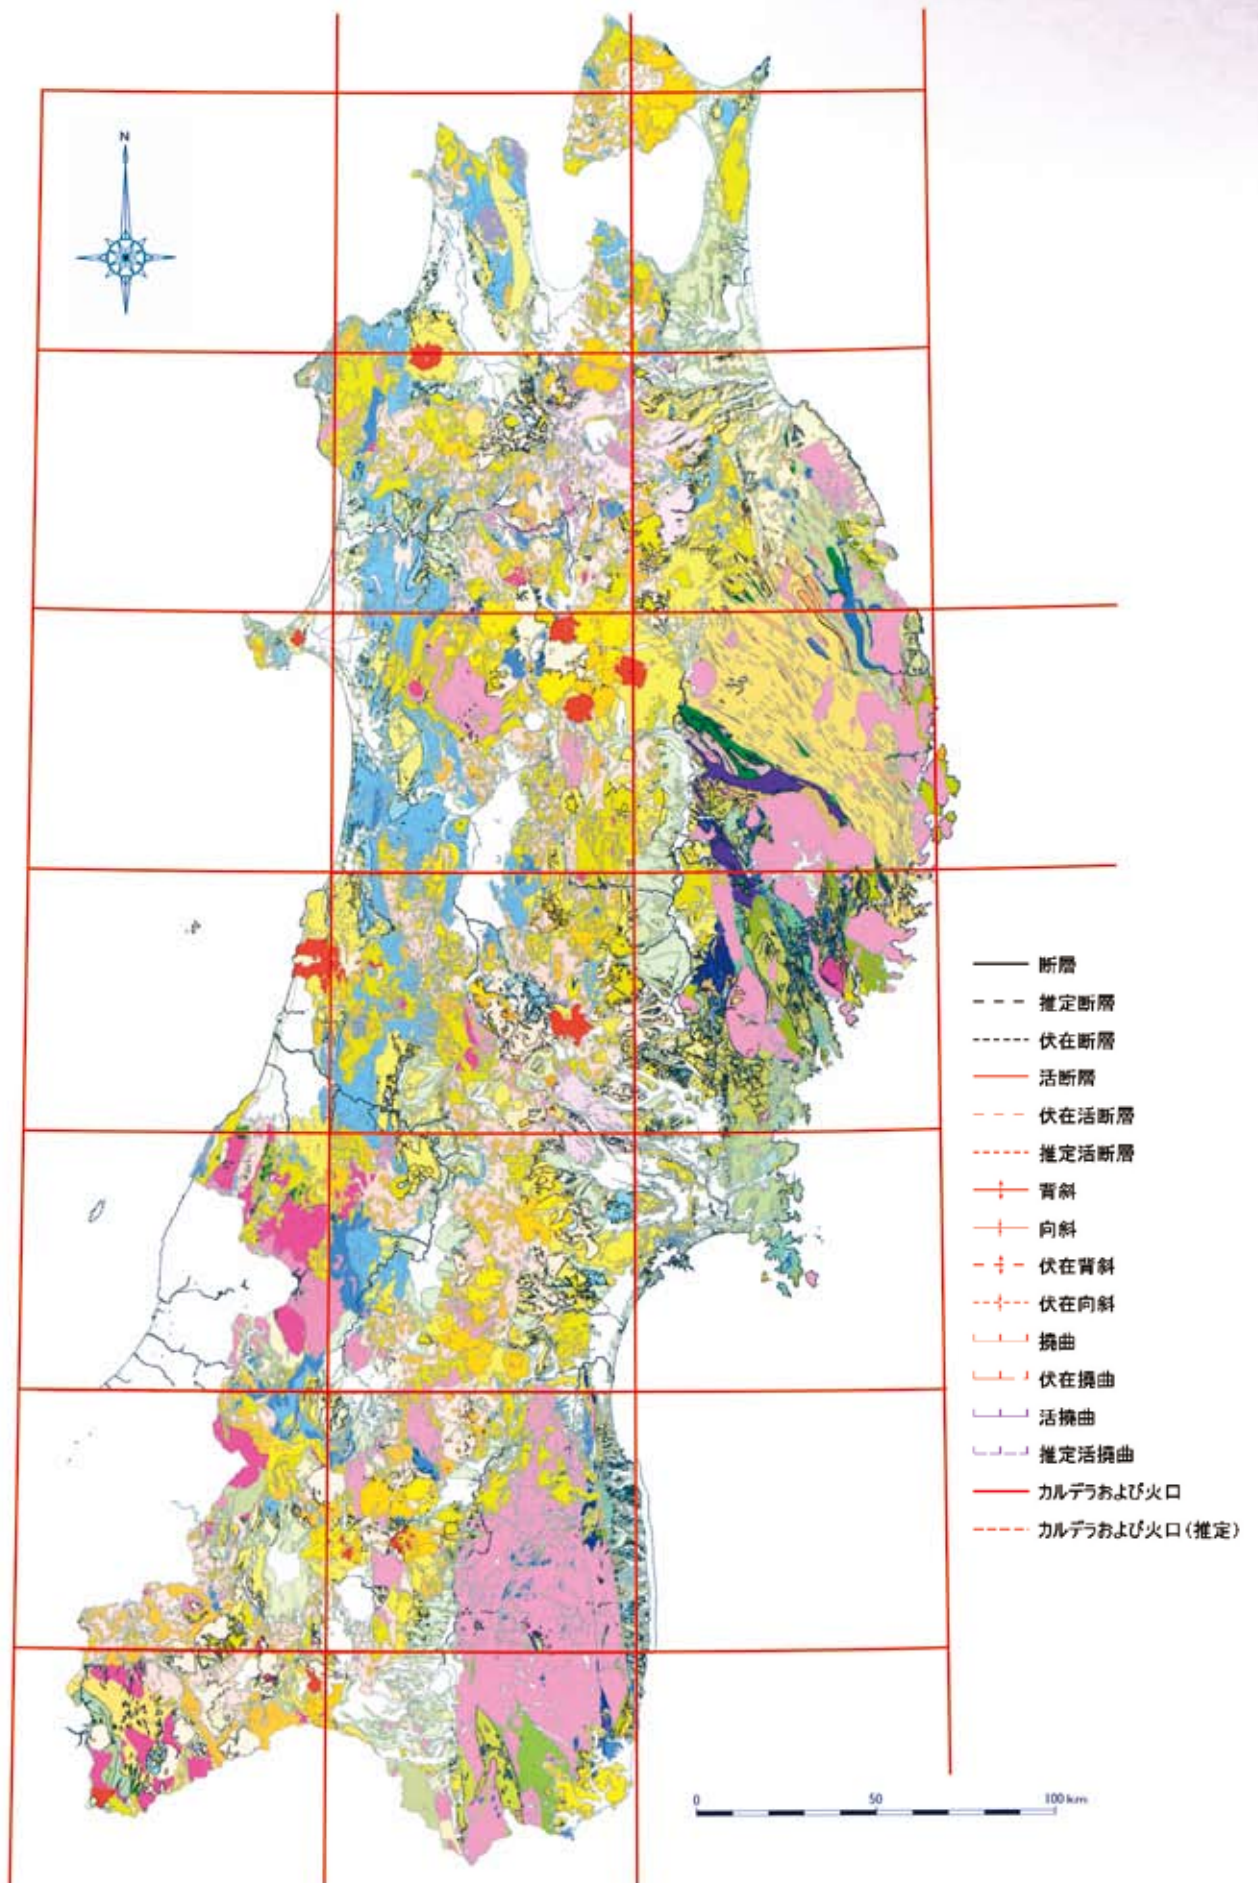 N
断層
推定断層
伏在断層
活断層
伏在活断層
推定活断層
背斜
向斜
伏在背斜
伏在向斜
撓曲
伏在撓曲
活撓曲
推定活撓曲
カルデラおよび火口
カルデラおよび火口(推定)
0 50 100 km